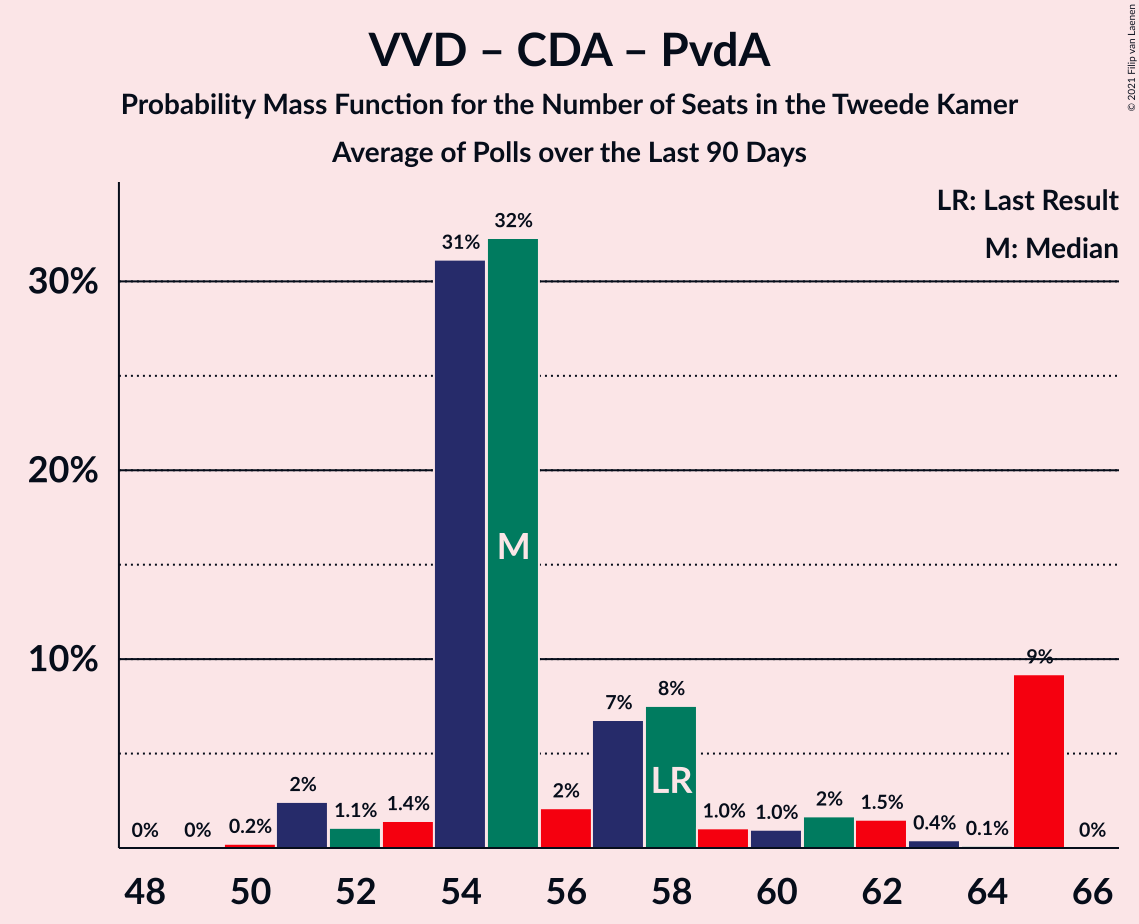 VVD – CDA – PvdA
Probability Mass Function for the Number of Seats in the Tweede Kamer
Average of Polls over the Last 90 Days
© 2021 Filip van Laenen
LR: Last Result
M: Median
30%
20%
10%
0%
0%
0.2%
2%
1.1%
1.4%
31%
32%
2%
7%
8%
1.0%
1.0%
2%
1.5%
0.4%
0.1%
9%
0%
M
LR
48 50 52 54 56 58 60 62 64 66